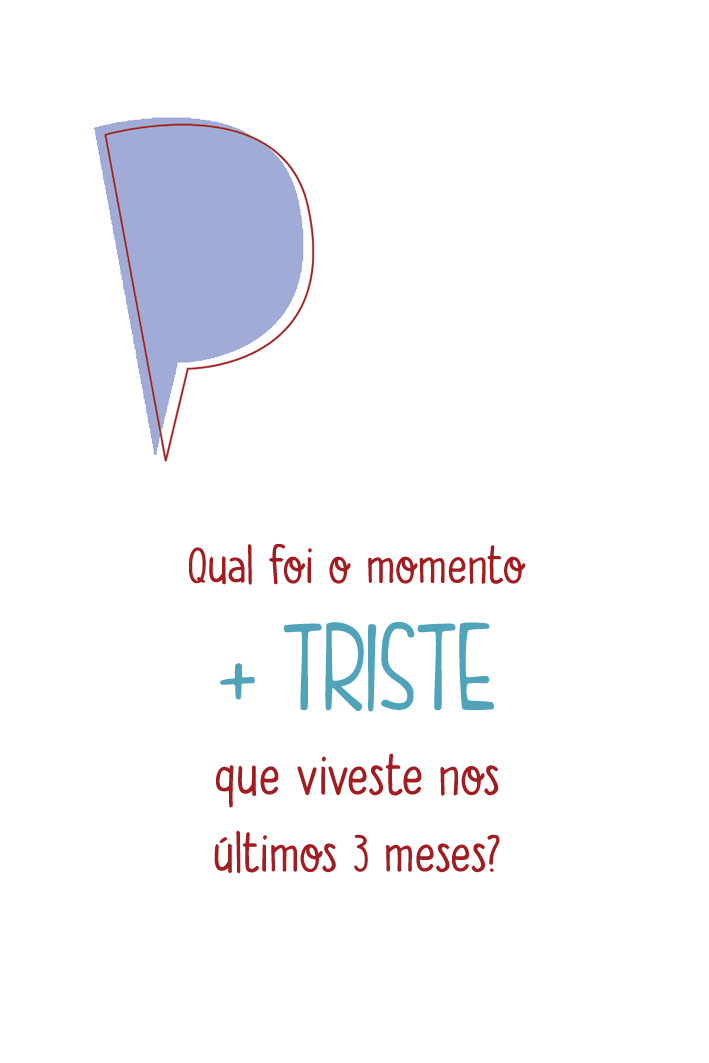 Qual foi o momento
+ TRISTE
que viveste nos
últimos 3 meses?